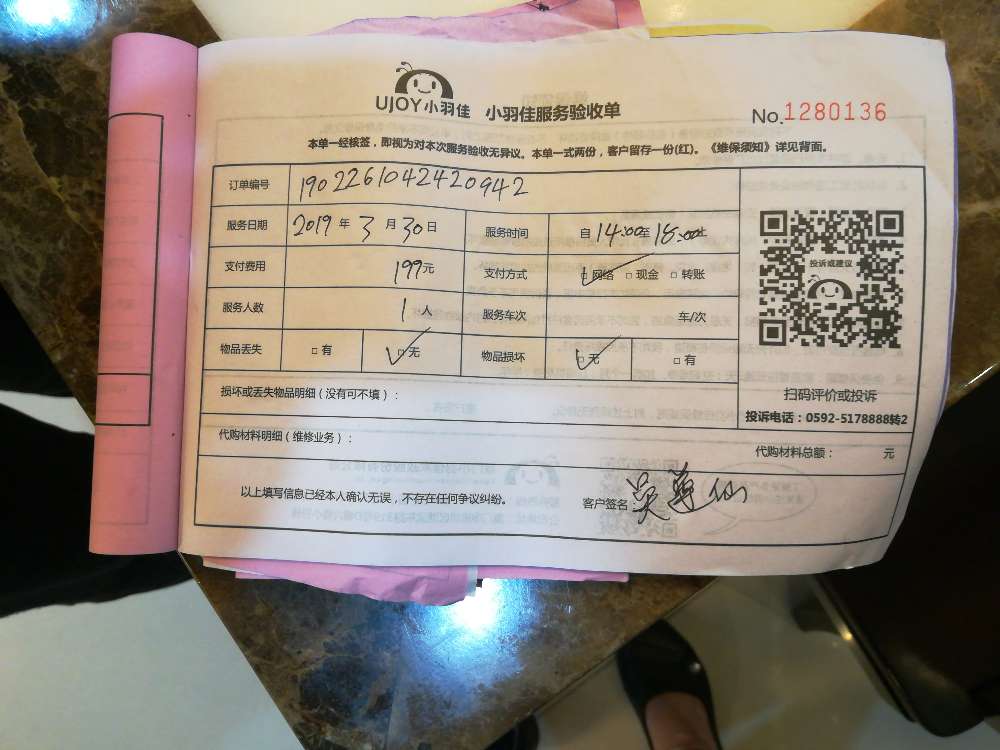 UJOY小羽佳 小羽佳服务验收单 No.1280136
本单一经核签，即视为对本次服务验收无异议。本单一式两份，客户留存一份(红)。《维保须知》详见背面。
订单编号 1902261042420942
服务日期 2019 年 3 月 30 日 服务时间 自 14:00 至 18:00 止
支付费用 199元 支付方式 ☑网络 □现金 □转账
服务人数 1 人 服务车次 车/次
物品丢失 □有 ☑无 物品损坏 ☑无 □有
投诉或建议
损坏或丢失物品明细（没有可不填）：
扫码评价或投诉
投诉电话：0592-5178888转2
代购材料明细（维修业务）： 代购材料总额： 元
以上填写信息已经本人确认无误，不存在任何争议纠纷。 客户签名 吴莲仙